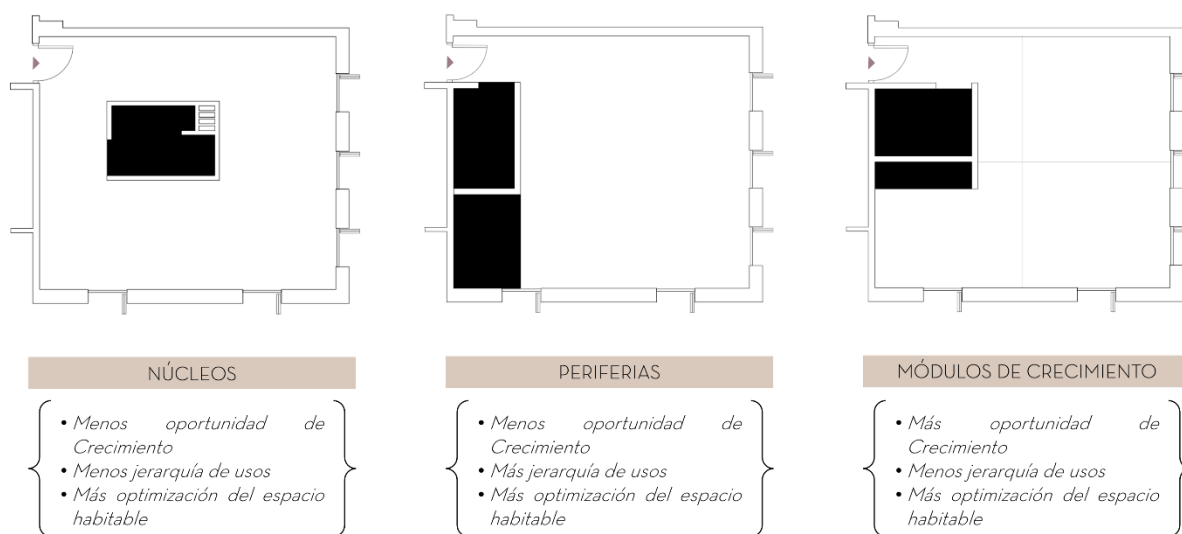 NÚCLEOS
• Menos oportunidad de
Crecimiento
• Menos jerarquía de usos
• Más optimización del espacio
habitable
PERIFERIAS
• Menos oportunidad de
Crecimiento
• Más jerarquía de usos
• Más optimización del espacio
habitable
MÓDULOS DE CRECIMIENTO
• Más oportunidad de
Crecimiento
• Menos jerarquía de usos
• Más optimización del espacio
habitable